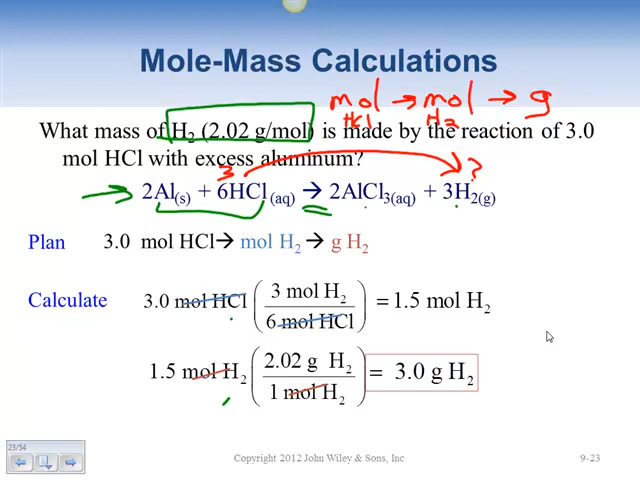 Mole-Mass Calculations
mol → mol → g
HCl H₂
What mass of H₂ (2.02 g/mol) is made by the reaction of 3.0
mol HCl with excess aluminum?
3 ?
2Al(s) + 6HCl(aq) → 2AlCl₃(aq) + 3H₂(g)
Plan 3.0 mol HCl→ mol H₂ → g H₂
Calculate 3.0 mol HCl (3 mol H₂ / 6 mol HCl) = 1.5 mol H₂
1.5 mol H₂ (2.02 g H₂ / 1 mol H₂) = 3.0 g H₂
23/54
Copyright 2012 John Wiley & Sons, Inc 9-23